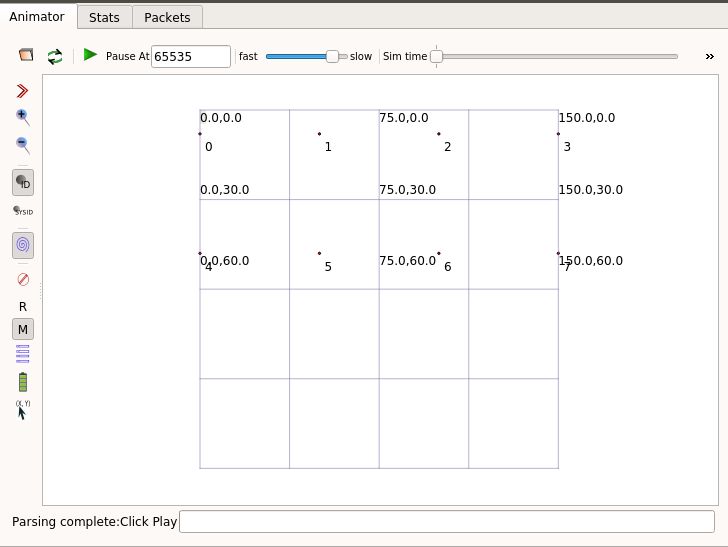 Animator Stats Packets
Pause At 65535 fast slow Sim time »
0.0,0.0 75.0,0.0 150.0,0.0
0 1 2 3
ID
0.0,30.0 75.0,30.0 150.0,30.0
SYSID
0.0,60.0 75.0,60.0 150.0,60.0
4 5 6 7
R
M
(X, Y)
Parsing complete:Click Play